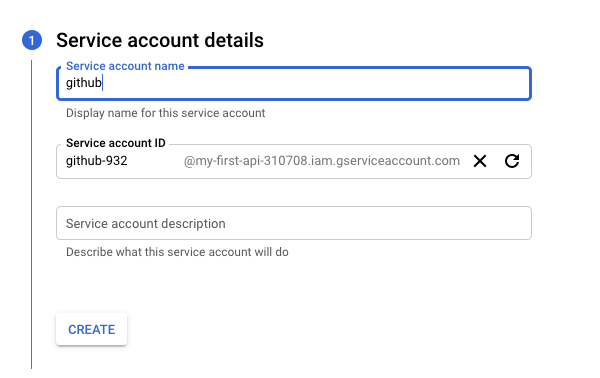 1 Service account details
Service account name
github
Display name for this service account
Service account ID
github-932 @my-first-api-310708.iam.gserviceaccount.com
Service account description
Describe what this service account will do
CREATE